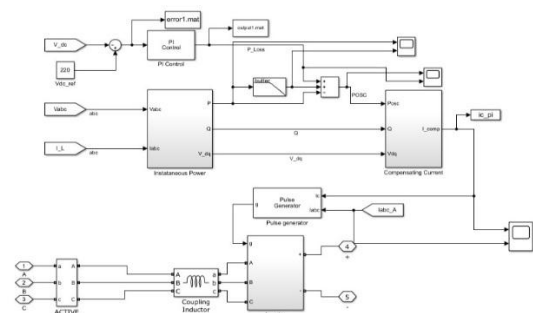 error1.mat
output1.mat
V_dc
PI
Control
PI Control
P_Loss
220
Vdc_ref
butter
Vabc
abc
Vabc
P
POSC
Posc
I_comp
ic_pi
Q
Q
Q
I_L
abc
Iabc
V_dq
V_dq
Vdq
Instataneous Power
Compensating Current
Pulse
Generator
g
Iabc
Iabc_A
Pulse generator
g
+
4
+
1
A
a
A
A
a
A
2
B
b
B
B
b
B
3
C
c
C
C
c
C
-
5
-
ACTIVE
Coupling
Inductor